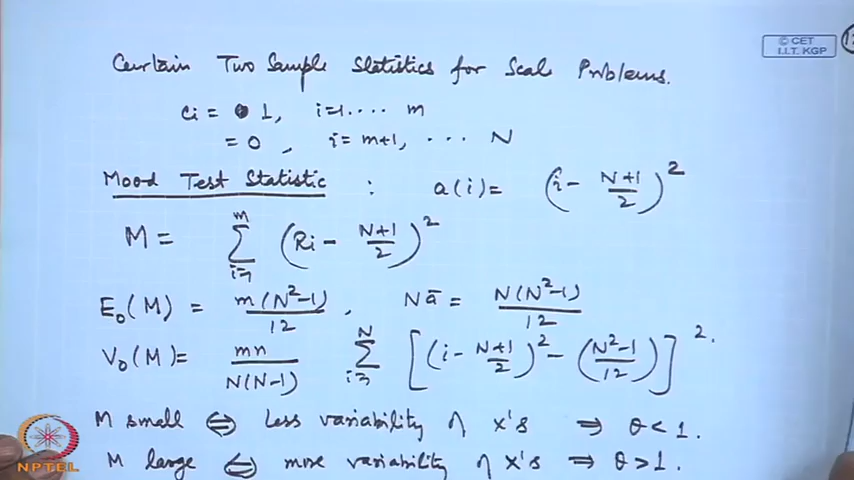 © CET
I.I.T. KGP
Certain Two Sample Statistics for Scale Problems.
ci = 1, i=1 .... m
= 0, i = m+1, ... N
Mood Test Statistic : a(i) = (i - (N+1)/2)^2
M = Σ_{i=1}^{m} (Ri - (N+1)/2)^2
E₀(M) = m(N²-1)/12, N ā = N(N²-1)/12
V₀(M) = mn/(N(N-1)) Σ_{i=1}^{N} [(i - (N+1)/2)² - ((N²-1)/12)]².
M small ⇔ Less variability of X's ⇒ θ < 1.
M large ⇔ more variability of X's ⇒ θ > 1.
NPTEL